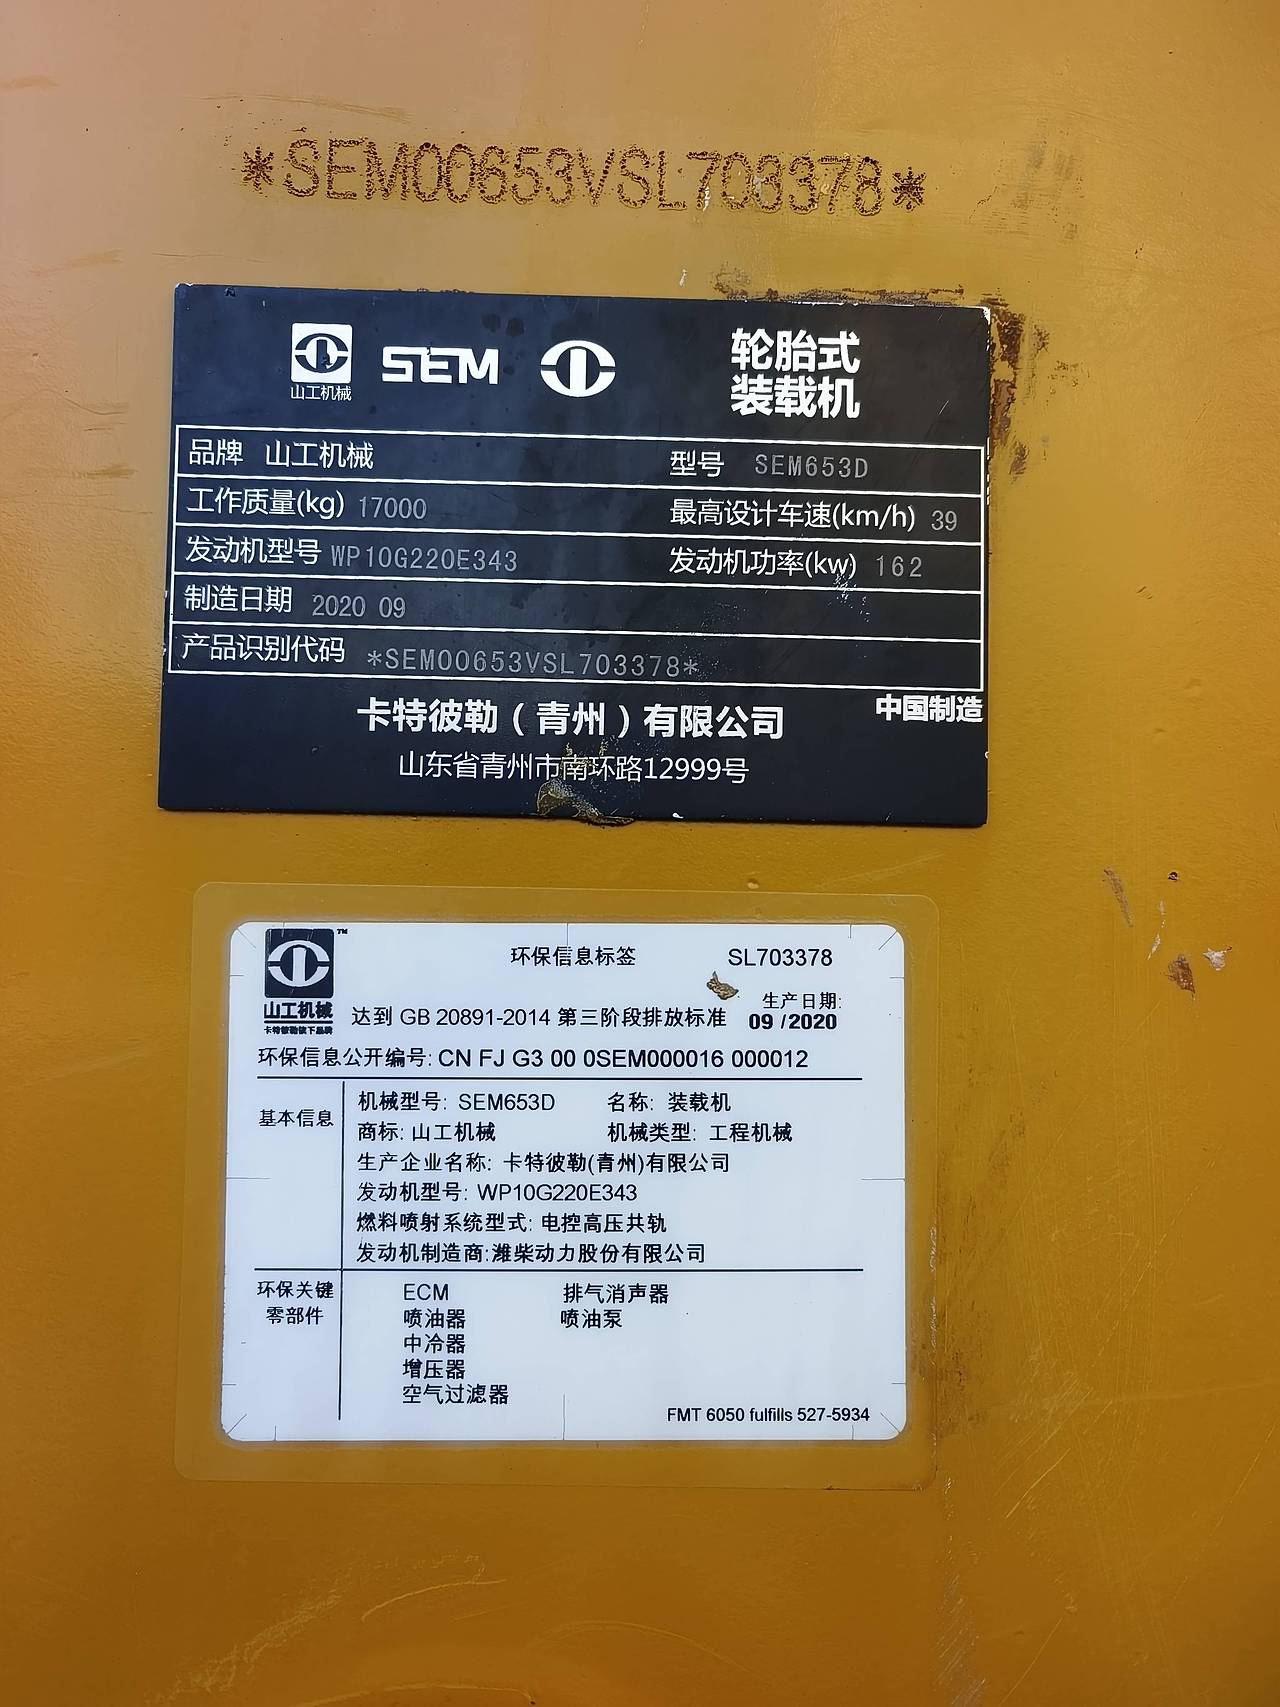 *SEM00653VSL703378*
山工机械
SEM
轮胎式
装载机
品牌 山工机械 型号 SEM653D
工作质量(kg) 17000 最高设计车速(km/h) 39
发动机型号 WP10G220E343 发动机功率(kw) 162
制造日期 2020 09
产品识别代码 *SEM00653VSL703378*
卡特彼勒（青州）有限公司 中国制造
山东省青州市南环路12999号
TM
山工机械
卡特彼勒旗下品牌
环保信息标签 SL703378
生产日期:
达到 GB 20891-2014 第三阶段排放标准 09 /2020
环保信息公开编号: CN FJ G3 00 0SEM000016 000012
基本信息
机械型号: SEM653D 名称: 装载机
商标: 山工机械 机械类型: 工程机械
生产企业名称: 卡特彼勒(青州)有限公司
发动机型号: WP10G220E343
燃料喷射系统型式: 电控高压共轨
发动机制造商:潍柴动力股份有限公司
环保关键
零部件
ECM 排气消声器
喷油器 喷油泵
中冷器
增压器
空气过滤器
FMT 6050 fulfills 527-5934